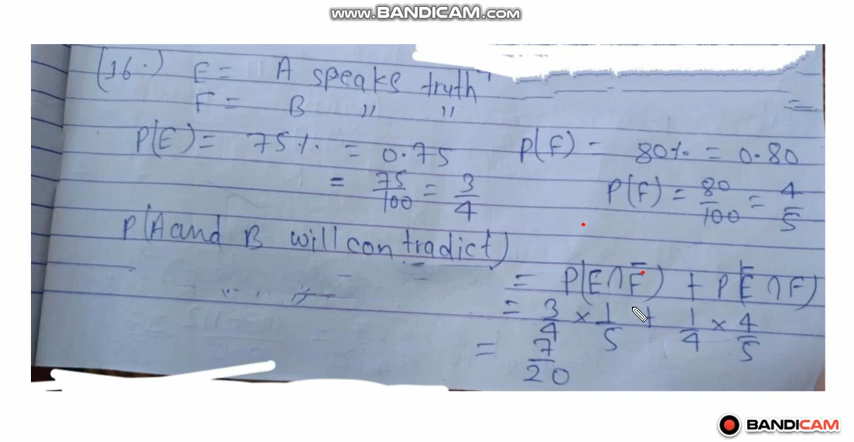 www.BANDICAM.com
(16.) E = A speaks truth
F = B " "
P(E) = 75% = 0.75 P(F) = 80% = 0.80
= 75/100 = 3/4 P(F) = 80/100 = 4/5
P(A and B will contradict)
= P(E∩F̅) + P(E̅∩F)
= 3/4 × 1/5 + 1/4 × 4/5
= 7/20
BANDICAM